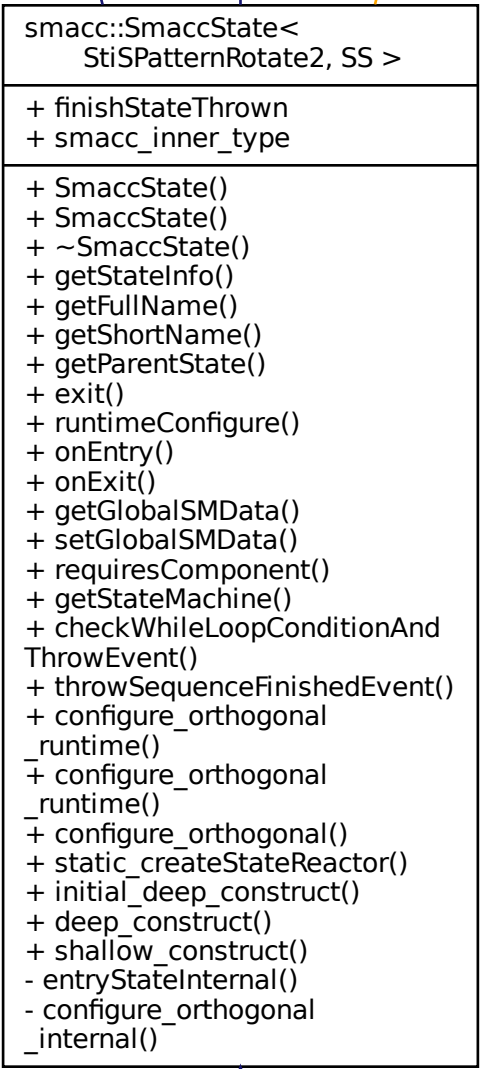 smacc::SmaccState<
StiSPatternRotate2, SS >
+ finishStateThrown
+ smacc_inner_type
+ SmaccState()
+ SmaccState()
+ ~SmaccState()
+ getStateInfo()
+ getFullName()
+ getShortName()
+ getParentState()
+ exit()
+ runtimeConfigure()
+ onEntry()
+ onExit()
+ getGlobalSMData()
+ setGlobalSMData()
+ requiresComponent()
+ getStateMachine()
+ checkWhileLoopConditionAnd
ThrowEvent()
+ throwSequenceFinishedEvent()
+ configure_orthogonal
_runtime()
+ configure_orthogonal
_runtime()
+ configure_orthogonal()
+ static_createStateReactor()
+ initial_deep_construct()
+ deep_construct()
+ shallow_construct()
- entryStateInternal()
- configure_orthogonal
_internal()